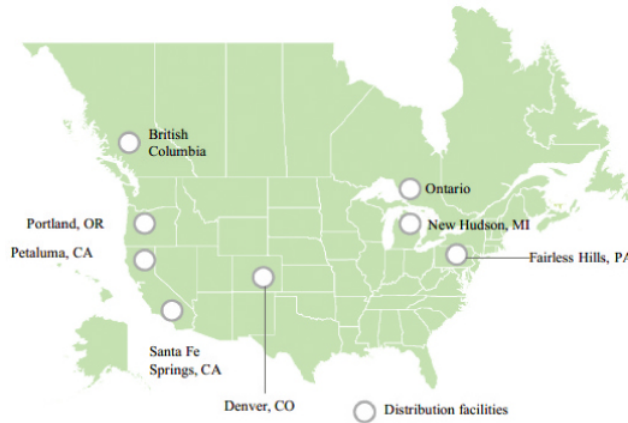 British
Columbia
Ontario
Portland, OR
New Hudson, MI
Petaluma, CA
Fairless Hills, PA
Santa Fe
Springs, CA
Denver, CO
Distribution facilities